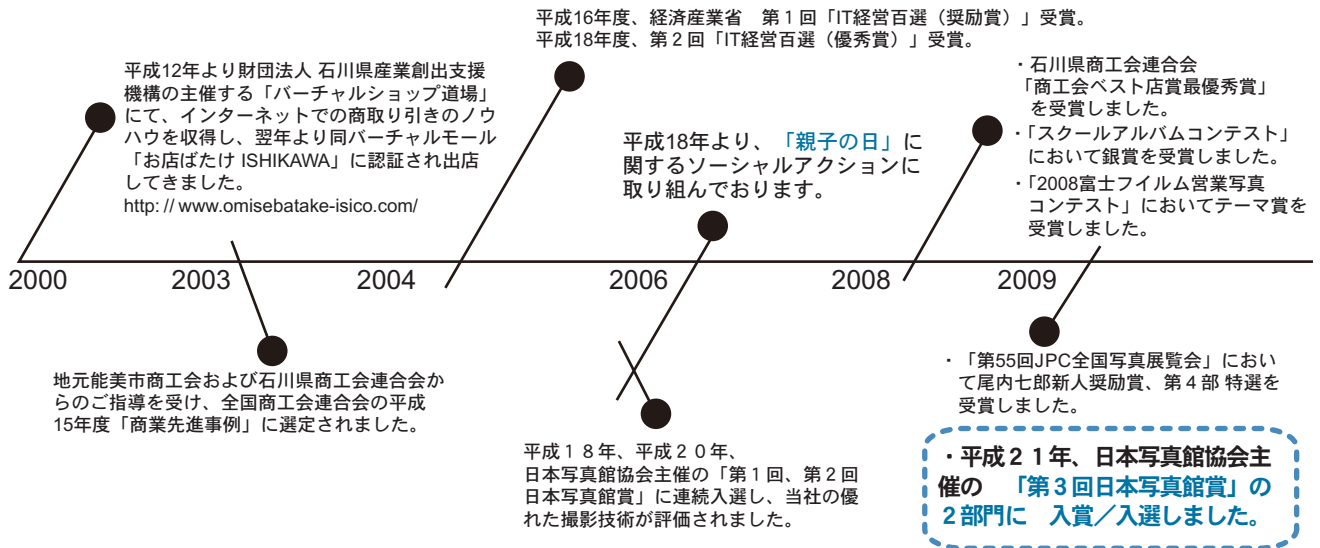 平成16年度、経済産業省　第１回「IT経営百選（奨励賞）」受賞。
平成18年度、第２回「IT経営百選（優秀賞）」受賞。
平成12年より財団法人 石川県産業創出支援
機構の主催する「バーチャルショップ道場」
にて、インターネットでの商取り引きのノウ
ハウを収得し、翌年より同バーチャルモール
「お店ばたけ ISHIKAWA」に認証され出店
してきました。
http: // www.omisebatake-isico.com/
平成18年より、「親子の日」に
関するソーシャルアクションに
取り組んでおります。
・石川県商工会連合会
「商工会ベスト店賞最優秀賞」
を受賞しました。
・「スクールアルバムコンテスト」
において銀賞を受賞しました。
・「2008富士フイルム営業写真
コンテスト」においてテーマ賞を
受賞しました。
2000
2003
2004
2006
2008
2009
地元能美市商工会および石川県商工会連合会か
らのご指導を受け、全国商工会連合会の平成
15年度「商業先進事例」に選定されました。
平成１８年、平成２０年、
日本写真館協会主催の「第１回、第２回
日本写真館賞」に連続入選し、当社の優
れた撮影技術が評価されました。
・「第55回JPC全国写真展覧会」におい
て尾内七郎新人奨励賞、第４部 特選を
受賞しました。
・平成２１年、日本写真館協会主
催の　「第３回日本写真館賞」の
２部門に　入賞／入選しました。